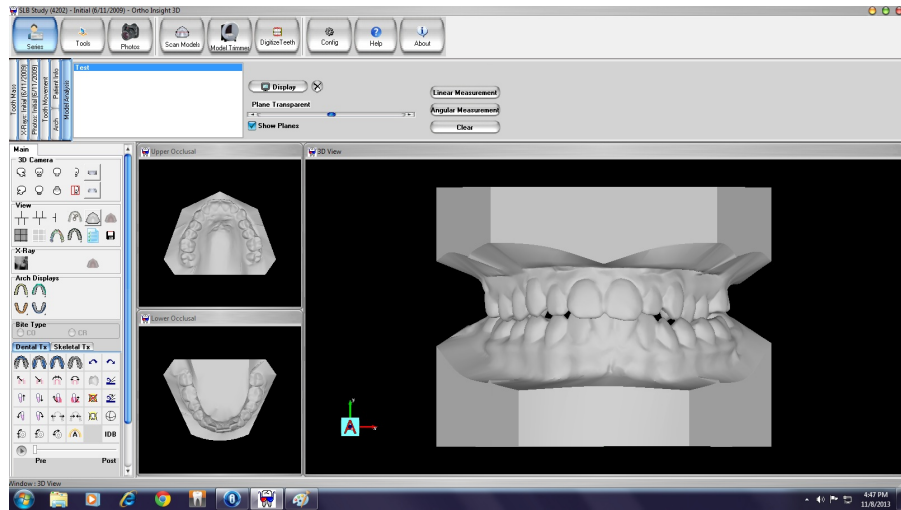 SLB Study (4202) - Initial (6/11/2009) - Ortho Insight 3D
Series
Tools
Photos
Scan Models
Model Trimmer
DigitizeTeeth
Config
Help
About
Tooth Mass
X-Rays: Initial (6/11/2009)
Photos: Initial (6/11/2009)
Tooth Movement
Arch
Patient Info
Model Analysis
Test
Display
Plane Transparent
Show Planes
Linear Measurement
Angular Measurement
Clear
Main
3D Camera
View
X-Ray
Arch Displays
Bite Type
CO
CR
Dental Tx
Skeletal Tx
A
IDB
Pre
Post
Upper Occlusal
Lower Occlusal
3D View
A
Window: 3D View
4:47 PM
11/8/2013